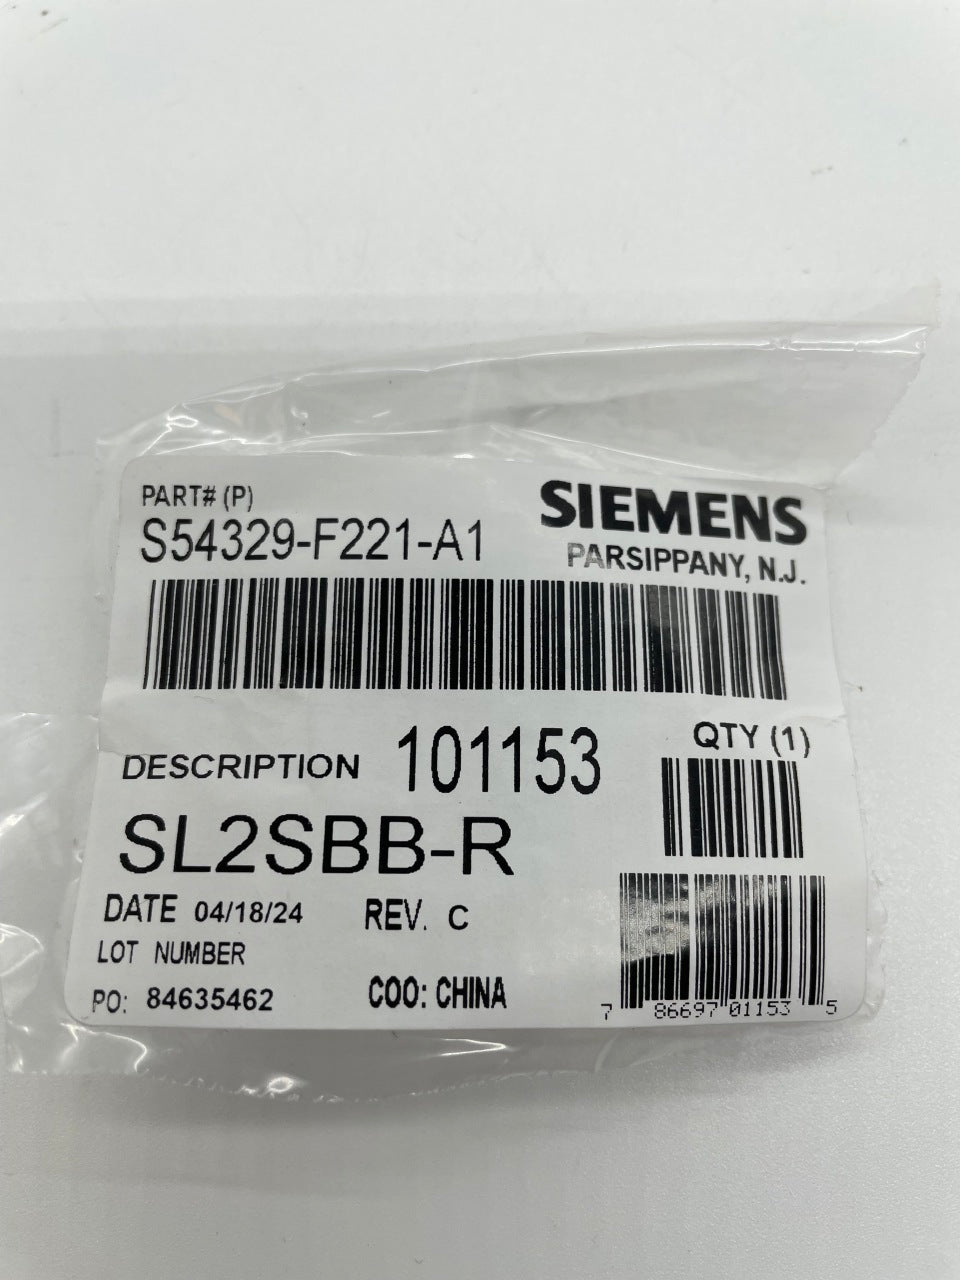 PART# (P)
S54329-F221-A1
SIEMENS
PARSIPPANY, N.J.
DESCRIPTION 101153
QTY (1)
SL2SBB-R
DATE 04/18/24 REV. C
LOT NUMBER
PO: 84635462 COO: CHINA
7 86697 01153 5